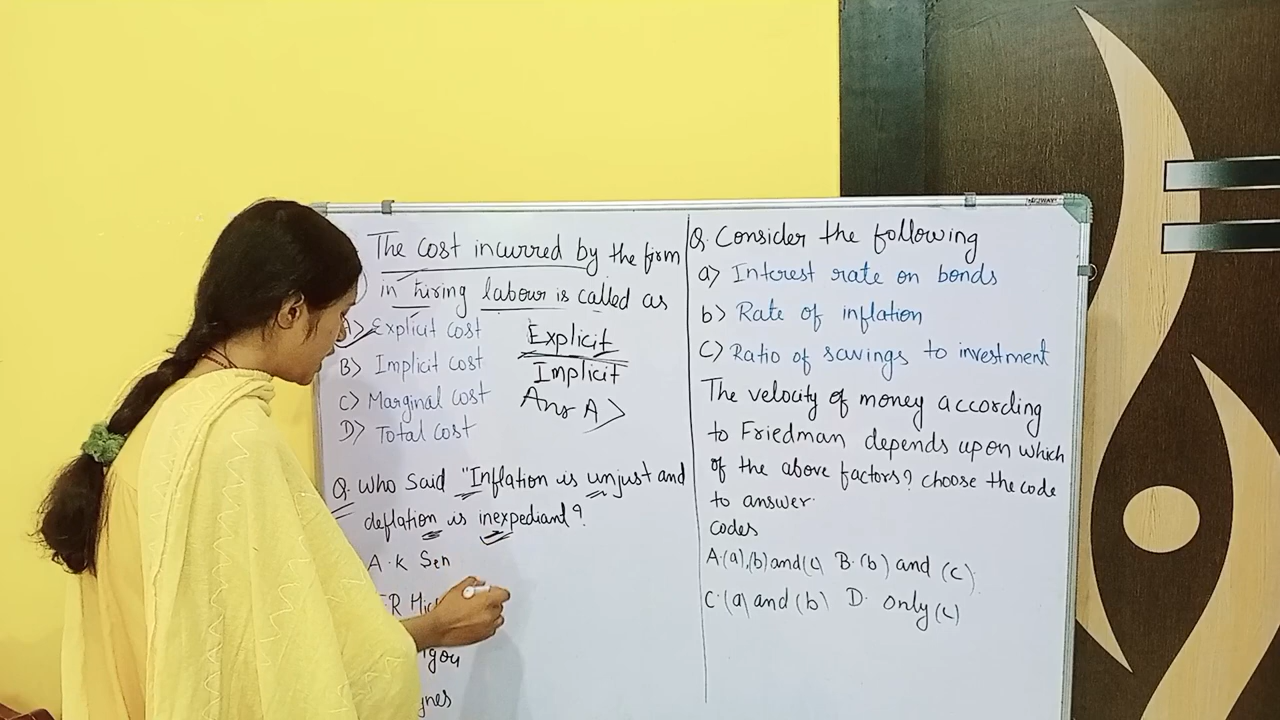 The cost incurred by the firm
in hiring labour is called as
A> Explicit cost
B> Implicit cost
C> Marginal cost
D> Total cost
Explicit
Implicit
Ans A>
Q. Who Said "Inflation is unjust and
deflation is inexpediant?
A.K Sen
Q. Consider the following
a> Interest rate on bonds
b> Rate of inflation
C> Ratio of savings to investment
The velocity of money according
to Friedman depends upon which
of the above factors? choose the code
to answer.
codes
A.(a),(b) and (c) B. (b) and (c).
C. (a) and (b) D. only (c)